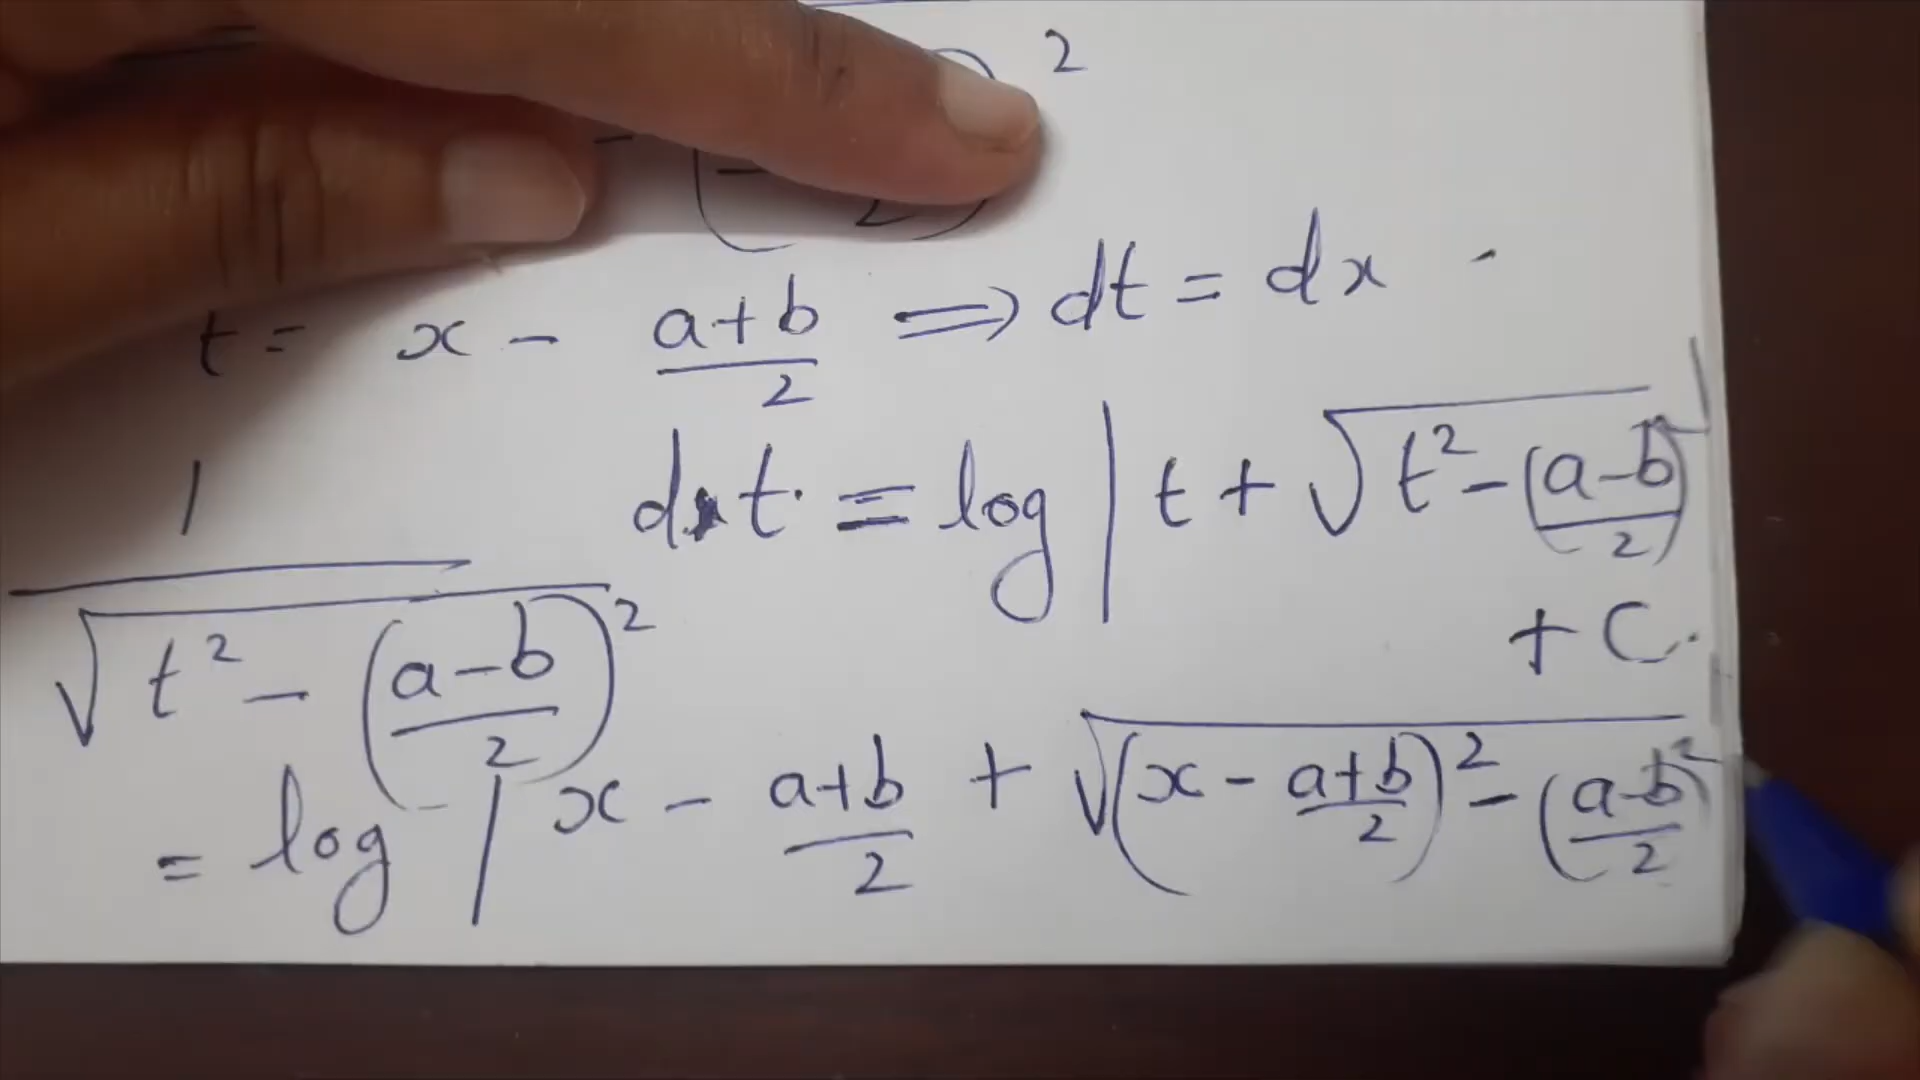 - (- 2)²
t = x - (a+b)/2 ⟹ dt = dx
1/√(t² - ((a-b)/2)²) dt = log | t + √(t² - ((a-b)/2)²) |
+ C.
= log | x - (a+b)/2 + √((x - (a+b)/2)² - ((a-b)/2)²)